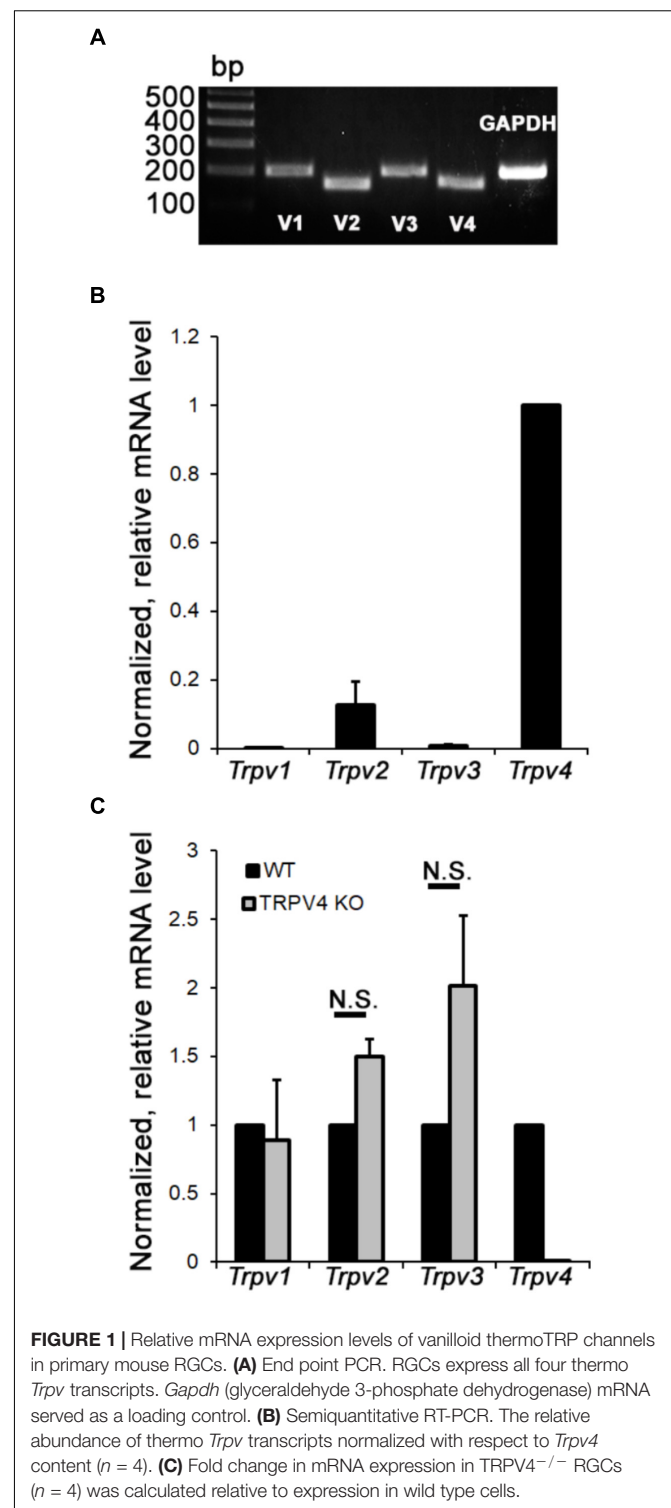 A
bp
500
400
300
200
100
GAPDH
V1 V2 V3 V4
B
Normalized, relative mRNA level
1.2
1
0.8
0.6
0.4
0.2
0
Trpv1 Trpv2 Trpv3 Trpv4
C
Normalized, relative mRNA level
3
2.5
2
1.5
1
0.5
0
WT
TRPV4 KO
N.S.
N.S.
Trpv1 Trpv2 Trpv3 Trpv4
FIGURE 1 | Relative mRNA expression levels of vanilloid thermoTRP channels
in primary mouse RGCs. (A) End point PCR. RGCs express all four thermo
Trpv transcripts. Gapdh (glyceraldehyde 3-phosphate dehydrogenase) mRNA
served as a loading control. (B) Semiquantitative RT-PCR. The relative
abundance of thermo Trpv transcripts normalized with respect to Trpv4
content (n = 4). (C) Fold change in mRNA expression in TRPV4−/− RGCs
(n = 4) was calculated relative to expression in wild type cells.